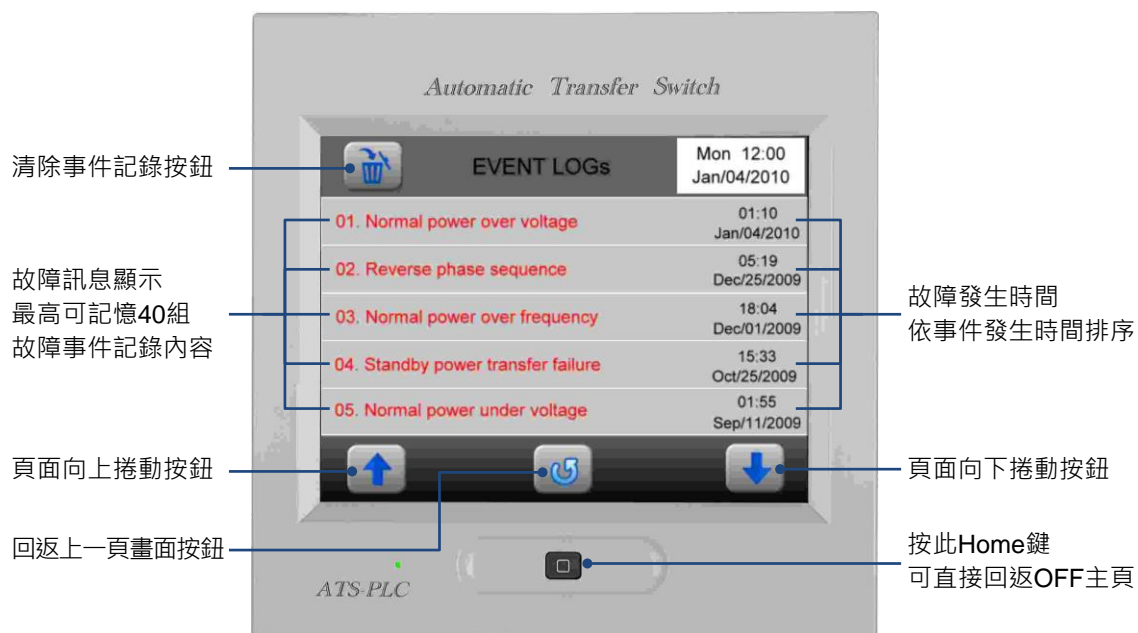 Automatic Transfer Switch
清除事件記錄按鈕
EVENT LOGs
Mon 12:00
Jan/04/2010
故障訊息顯示
最高可記憶40組
故障事件記錄內容
01. Normal power over voltage
01:10
Jan/04/2010
02. Reverse phase sequence
05:19
Dec/25/2009
03. Normal power over frequency
18:04
Dec/01/2009
04. Standby power transfer failure
15:33
Oct/25/2009
05. Normal power under voltage
01:55
Sep/11/2009
故障發生時間
依事件發生時間排序
頁面向上捲動按鈕
頁面向下捲動按鈕
回返上一頁畫面按鈕
按此Home鍵
可直接回返OFF主頁
ATS-PLC